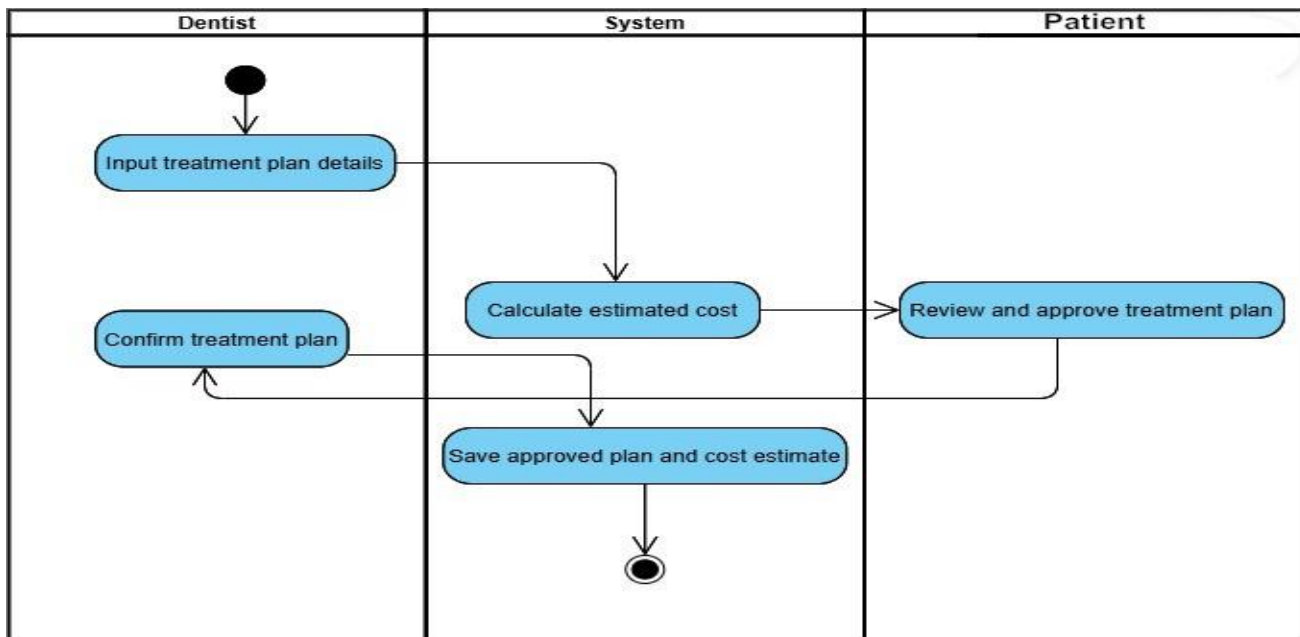 Dentist
System
Patient
Input treatment plan details
Calculate estimated cost
Review and approve treatment plan
Confirm treatment plan
Save approved plan and cost estimate